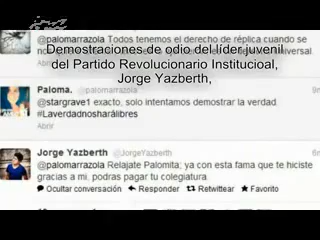 @palomarrazola Todos tenemos el derecho de réplica cuando se
Demostraciones de odio del líder juvenil
del Partido Revolucionario Institucioal,
Jorge Yazberth,
Paloma. @palomarrazola
@stargrave1 exacto, solo intentamos demostrar la verdad
#Laverdadnosharálibres
Abrir
Jorge Yazberth @JorgeYazberth
@palomarrazola Relajate Palomita; ya con esta fama que te hiciste
gracias a mi, podras pagar tu colegiatura.
Ocultar conversación Responder Retwittear Favorito